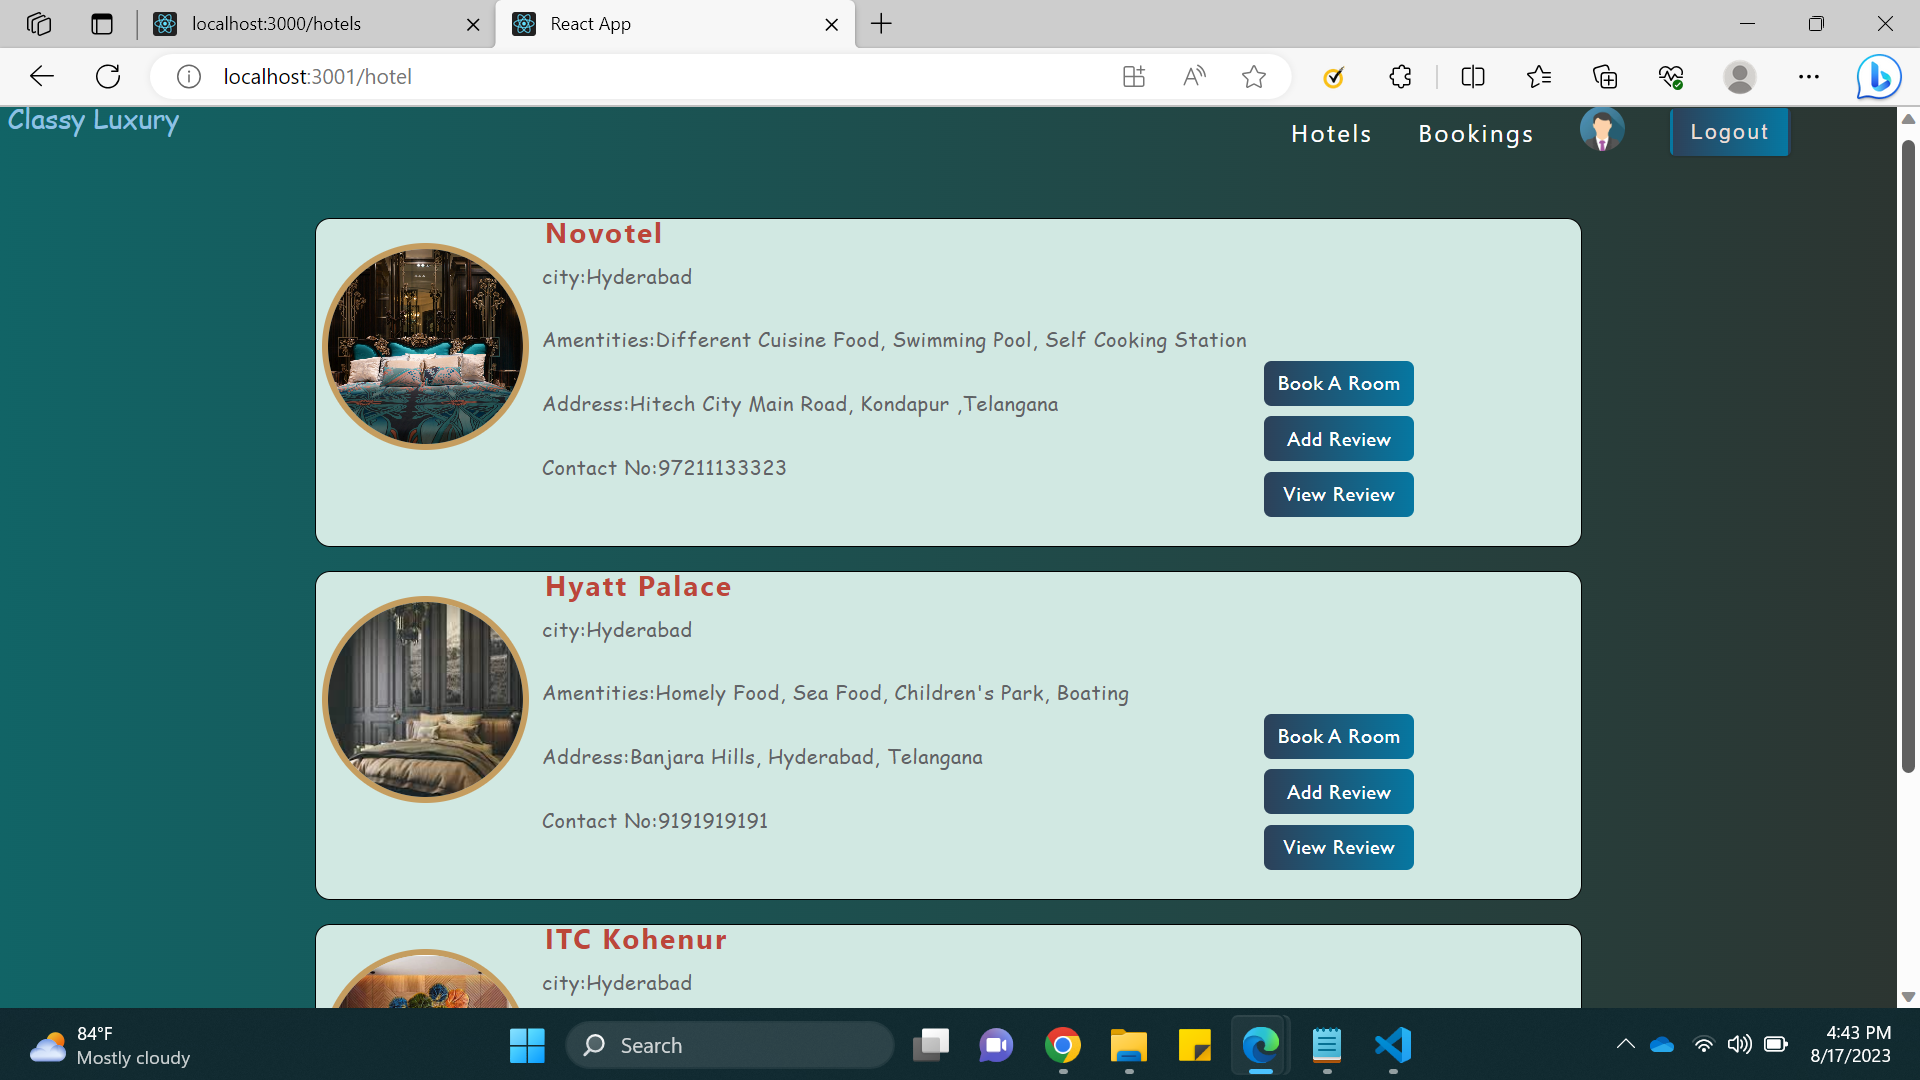 localhost:3000/hotels
React App
localhost:3001/hotel
Classy Luxury
Hotels
Bookings
Logout
Novotel
city:Hyderabad
Amentities:Different Cuisine Food, Swimming Pool, Self Cooking Station
Address:Hitech City Main Road, Kondapur ,Telangana
Contact No:97211133323
Book A Room
Add Review
View Review
Hyatt Palace
city:Hyderabad
Amentities:Homely Food, Sea Food, Children's Park, Boating
Address:Banjara Hills, Hyderabad, Telangana
Contact No:9191919191
Book A Room
Add Review
View Review
ITC Kohenur
city:Hyderabad
84°F
Mostly cloudy
Search
4:43 PM
8/17/2023